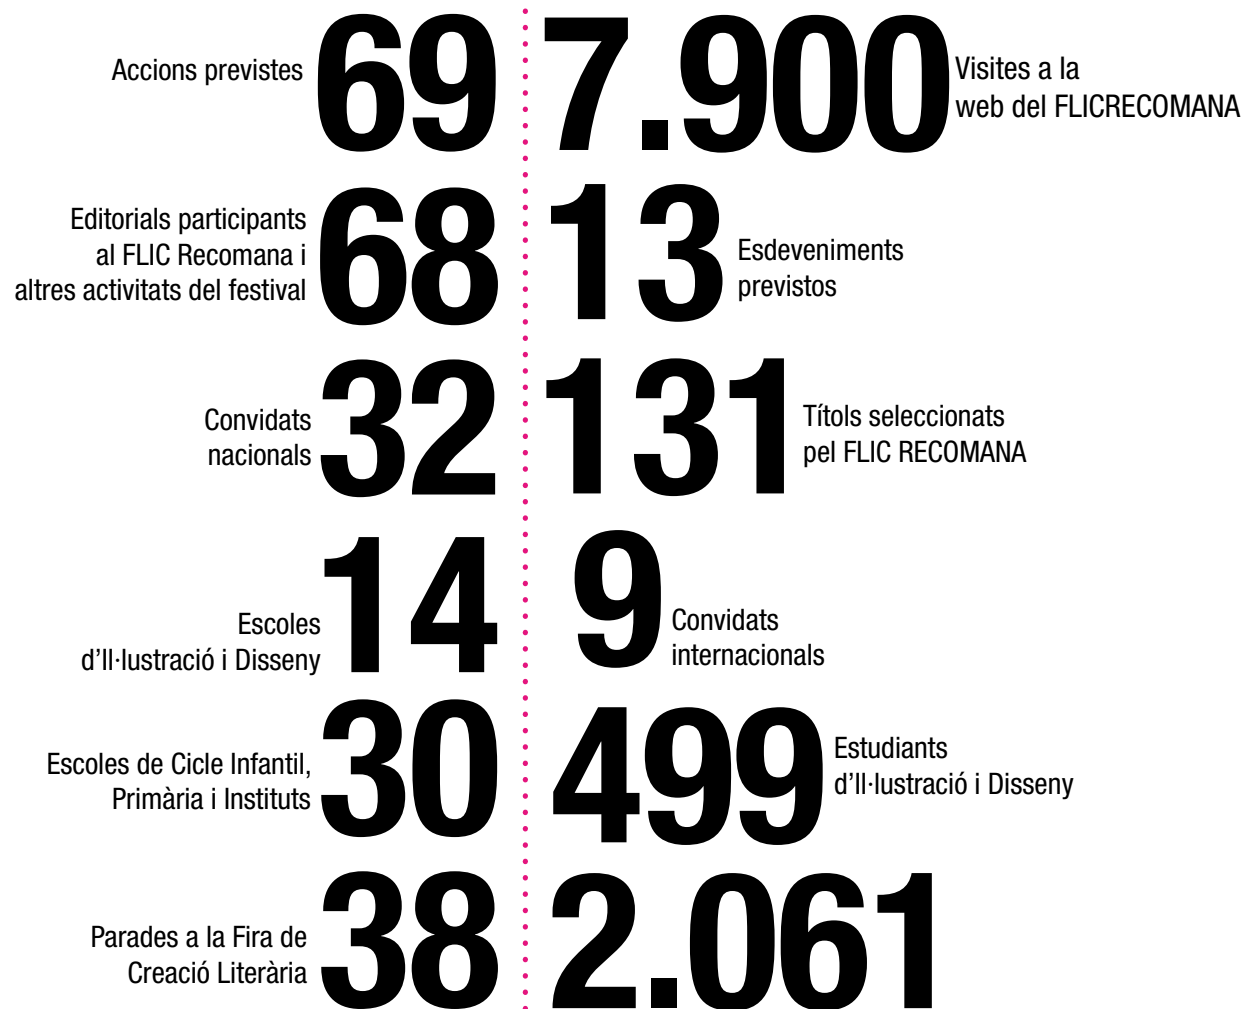 Accions previstes
69
7.900
Visites a la
web del FLICRECOMANA
Editorials participants
al FLIC Recomana i
altres activitats del festival
68
13
Esdeveniments
previstos
Convidats
nacionals
32
131
Títols seleccionats
pel FLIC RECOMANA
Escoles
d’Il·lustració i Disseny
14
9
Convidats
internacionals
Escoles de Cicle Infantil,
Primària i Instituts
30
499
Estudiants
d’Il·lustració i Disseny
Parades a la Fira de
Creació Literària
38
2.061